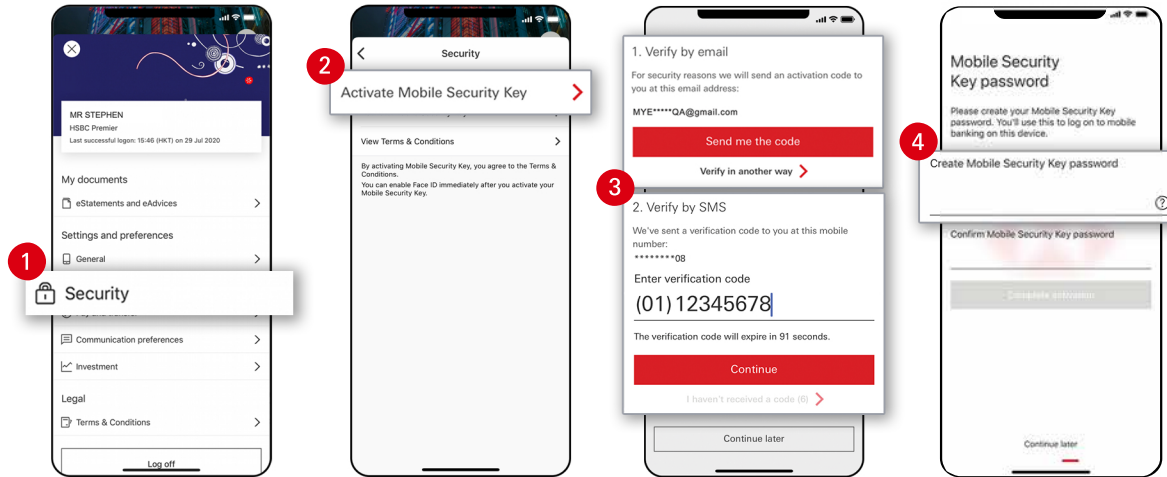 MR STEPHEN
HSBC Premier
Last successful logon: 15:46 (HKT) on 29 Jul 2020
My documents
eStatements and eAdvices
Settings and preferences
General
1
Security
Communication preferences
Investment
Legal
Terms & Conditions
Log off
2
Security
Activate Mobile Security Key
View Terms & Conditions
By activating Mobile Security Key, you agree to the Terms &
Conditions.
You can enable Face ID immediately after you activate your
Mobile Security Key.
3
1. Verify by email
For security reasons we will send an activation code to
you at this email address:
MYE*****QA@gmail.com
Send me the code
Verify in another way
2. Verify by SMS
We've sent a verification code to you at this mobile
number:
********08
Enter verification code
(01) 12345678
The verification code will expire in 91 seconds.
Continue
I haven't received a code (6)
Continue later
4
Mobile Security
Key password
Please create your Mobile Security Key
password. You'll use this to log on to mobile
banking on this device.
Create Mobile Security Key password
?
Confirm Mobile Security Key password
Complete activation
Continue later